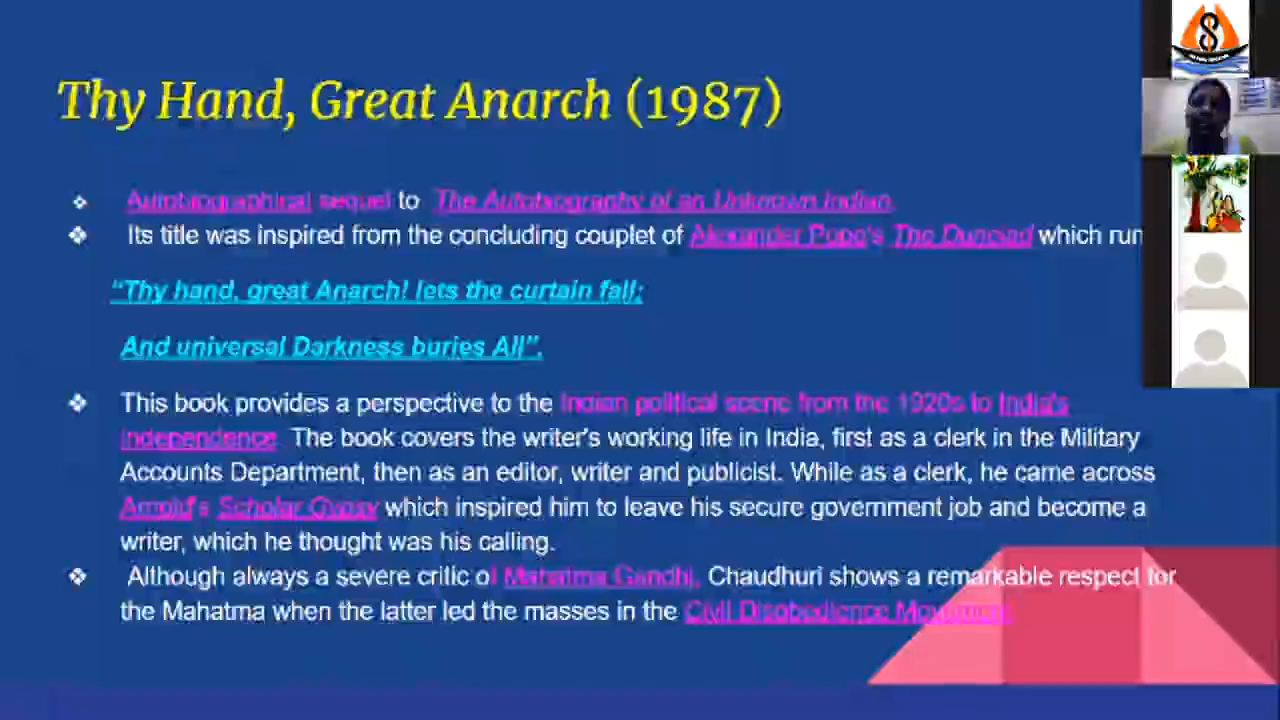 Thy Hand, Great Anarch (1987)
Autobiographical sequel to The Autobiography of an Unknown Indian.
Its title was inspired from the concluding couplet of Alexander Pope's The Dunciad which run
“Thy hand, great Anarch! lets the curtain fall;
And universal Darkness buries All”.
This book provides a perspective to the Indian political scene from the 1920s to India's
independence. The book covers the writer's working life in India, first as a clerk in the Military
Accounts Department, then as an editor, writer and publicist. While as a clerk, he came across
Arnold's Scholar Gypsy which inspired him to leave his secure government job and become a
writer, which he thought was his calling.
Although always a severe critic of Mahatma Gandhi, Chaudhuri shows a remarkable respect for
the Mahatma when the latter led the masses in the Civil Disobedience Movement